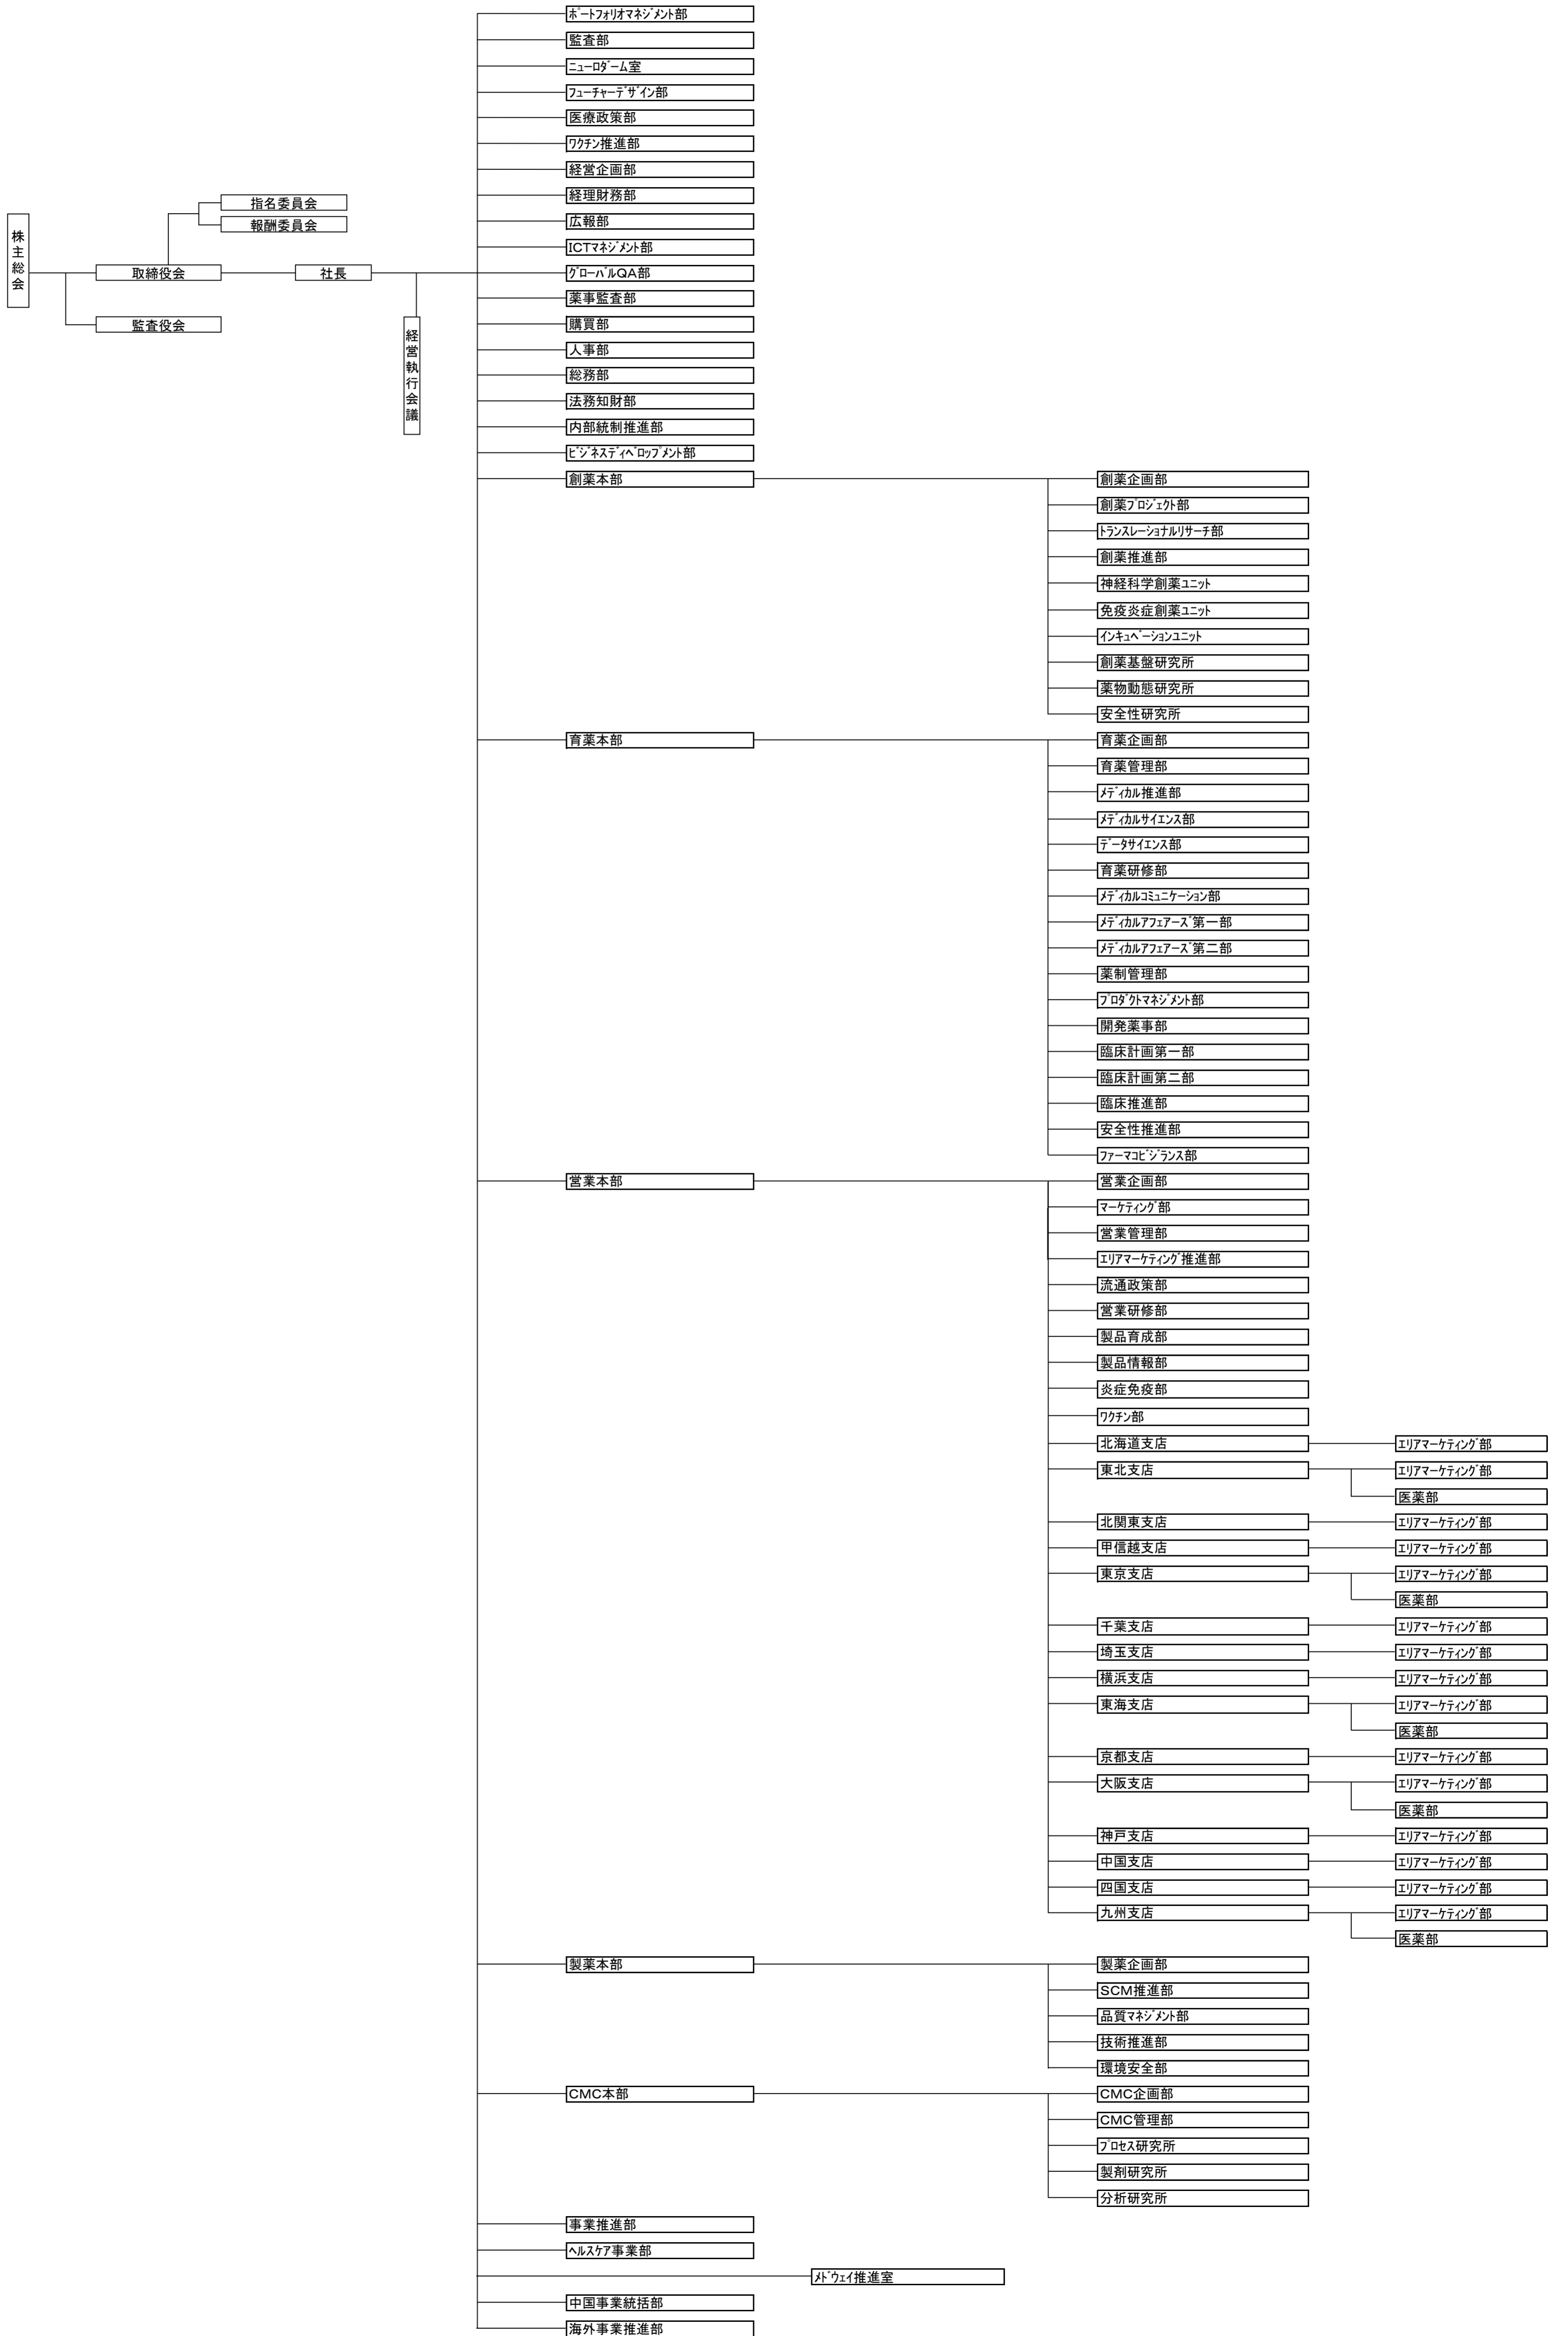 ﾎﾟｰﾄﾌｫﾘｵﾏﾈｼﾞﾒﾝﾄ部
監査部
ﾆｭｰﾛﾀﾞｰﾑ室
ﾌｭｰﾁｬｰﾃﾞｻﾞｲﾝ部
医療政策部
ﾜｸﾁﾝ推進部
経営企画部
経理財務部
広報部
ICTﾏﾈｼﾞﾒﾝﾄ部
ｸﾞﾛｰﾊﾞﾙQA部
薬事監査部
購買部
人事部
総務部
法務知財部
内部統制推進部
ﾋﾞｼﾞﾈｽﾃﾞｨﾍﾞﾛｯﾌﾟﾒﾝﾄ部
株主総会
指名委員会
報酬委員会
取締役会
社長
監査役会
経営執行会議
創薬本部
創薬企画部
創薬ﾌﾟﾛｼﾞｪｸﾄ部
ﾄﾗﾝｽﾚｰｼｮﾅﾙﾘｻｰﾁ部
創薬推進部
神経科学創薬ﾕﾆｯﾄ
免疫炎症創薬ﾕﾆｯﾄ
ｲﾝｷｭﾍﾞｰｼｮﾝﾕﾆｯﾄ
創薬基盤研究所
薬物動態研究所
安全性研究所
育薬本部
育薬企画部
育薬管理部
ﾒﾃﾞｨｶﾙ推進部
ﾒﾃﾞｨｶﾙｻｲｴﾝｽ部
ﾃﾞｰﾀｻｲｴﾝｽ部
育薬研修部
ﾒﾃﾞｨｶﾙｺﾐｭﾆｹｰｼｮﾝ部
ﾒﾃﾞｨｶﾙｱﾌｪｱｰｽﾞ第一部
ﾒﾃﾞｨｶﾙｱﾌｪｱｰｽﾞ第二部
薬制管理部
ﾌﾟﾛﾀﾞｸﾄﾏﾈｼﾞﾒﾝﾄ部
開発薬事部
臨床計画第一部
臨床計画第二部
臨床推進部
安全性推進部
ﾌｧｰﾏｺﾋﾞｼﾞﾗﾝｽ部
営業本部
営業企画部
ﾏｰｹﾃｨﾝｸﾞ部
営業管理部
ｴﾘｱﾏｰｹﾃｨﾝｸﾞ推進部
流通政策部
営業研修部
製品育成部
製品情報部
炎症免疫部
ﾜｸﾁﾝ部
北海道支店
ｴﾘｱﾏｰｹﾃｨﾝｸﾞ部
東北支店
ｴﾘｱﾏｰｹﾃｨﾝｸﾞ部
医薬部
北関東支店
ｴﾘｱﾏｰｹﾃｨﾝｸﾞ部
甲信越支店
ｴﾘｱﾏｰｹﾃｨﾝｸﾞ部
東京支店
ｴﾘｱﾏｰｹﾃｨﾝｸﾞ部
医薬部
千葉支店
ｴﾘｱﾏｰｹﾃｨﾝｸﾞ部
埼玉支店
ｴﾘｱﾏｰｹﾃｨﾝｸﾞ部
横浜支店
ｴﾘｱﾏｰｹﾃｨﾝｸﾞ部
東海支店
ｴﾘｱﾏｰｹﾃｨﾝｸﾞ部
医薬部
京都支店
ｴﾘｱﾏｰｹﾃｨﾝｸﾞ部
大阪支店
ｴﾘｱﾏｰｹﾃｨﾝｸﾞ部
医薬部
神戸支店
ｴﾘｱﾏｰｹﾃｨﾝｸﾞ部
中国支店
ｴﾘｱﾏｰｹﾃｨﾝｸﾞ部
四国支店
ｴﾘｱﾏｰｹﾃｨﾝｸﾞ部
九州支店
ｴﾘｱﾏｰｹﾃｨﾝｸﾞ部
医薬部
製薬本部
製薬企画部
SCM推進部
品質ﾏﾈｼﾞﾒﾝﾄ部
技術推進部
環境安全部
CMC本部
CMC企画部
CMC管理部
ﾌﾟﾛｾｽ研究所
製剤研究所
分析研究所
事業推進部
ﾍﾙｽｹｱ事業部
ﾒﾄﾞｳｪｲ推進室
中国事業統括部
海外事業推進部